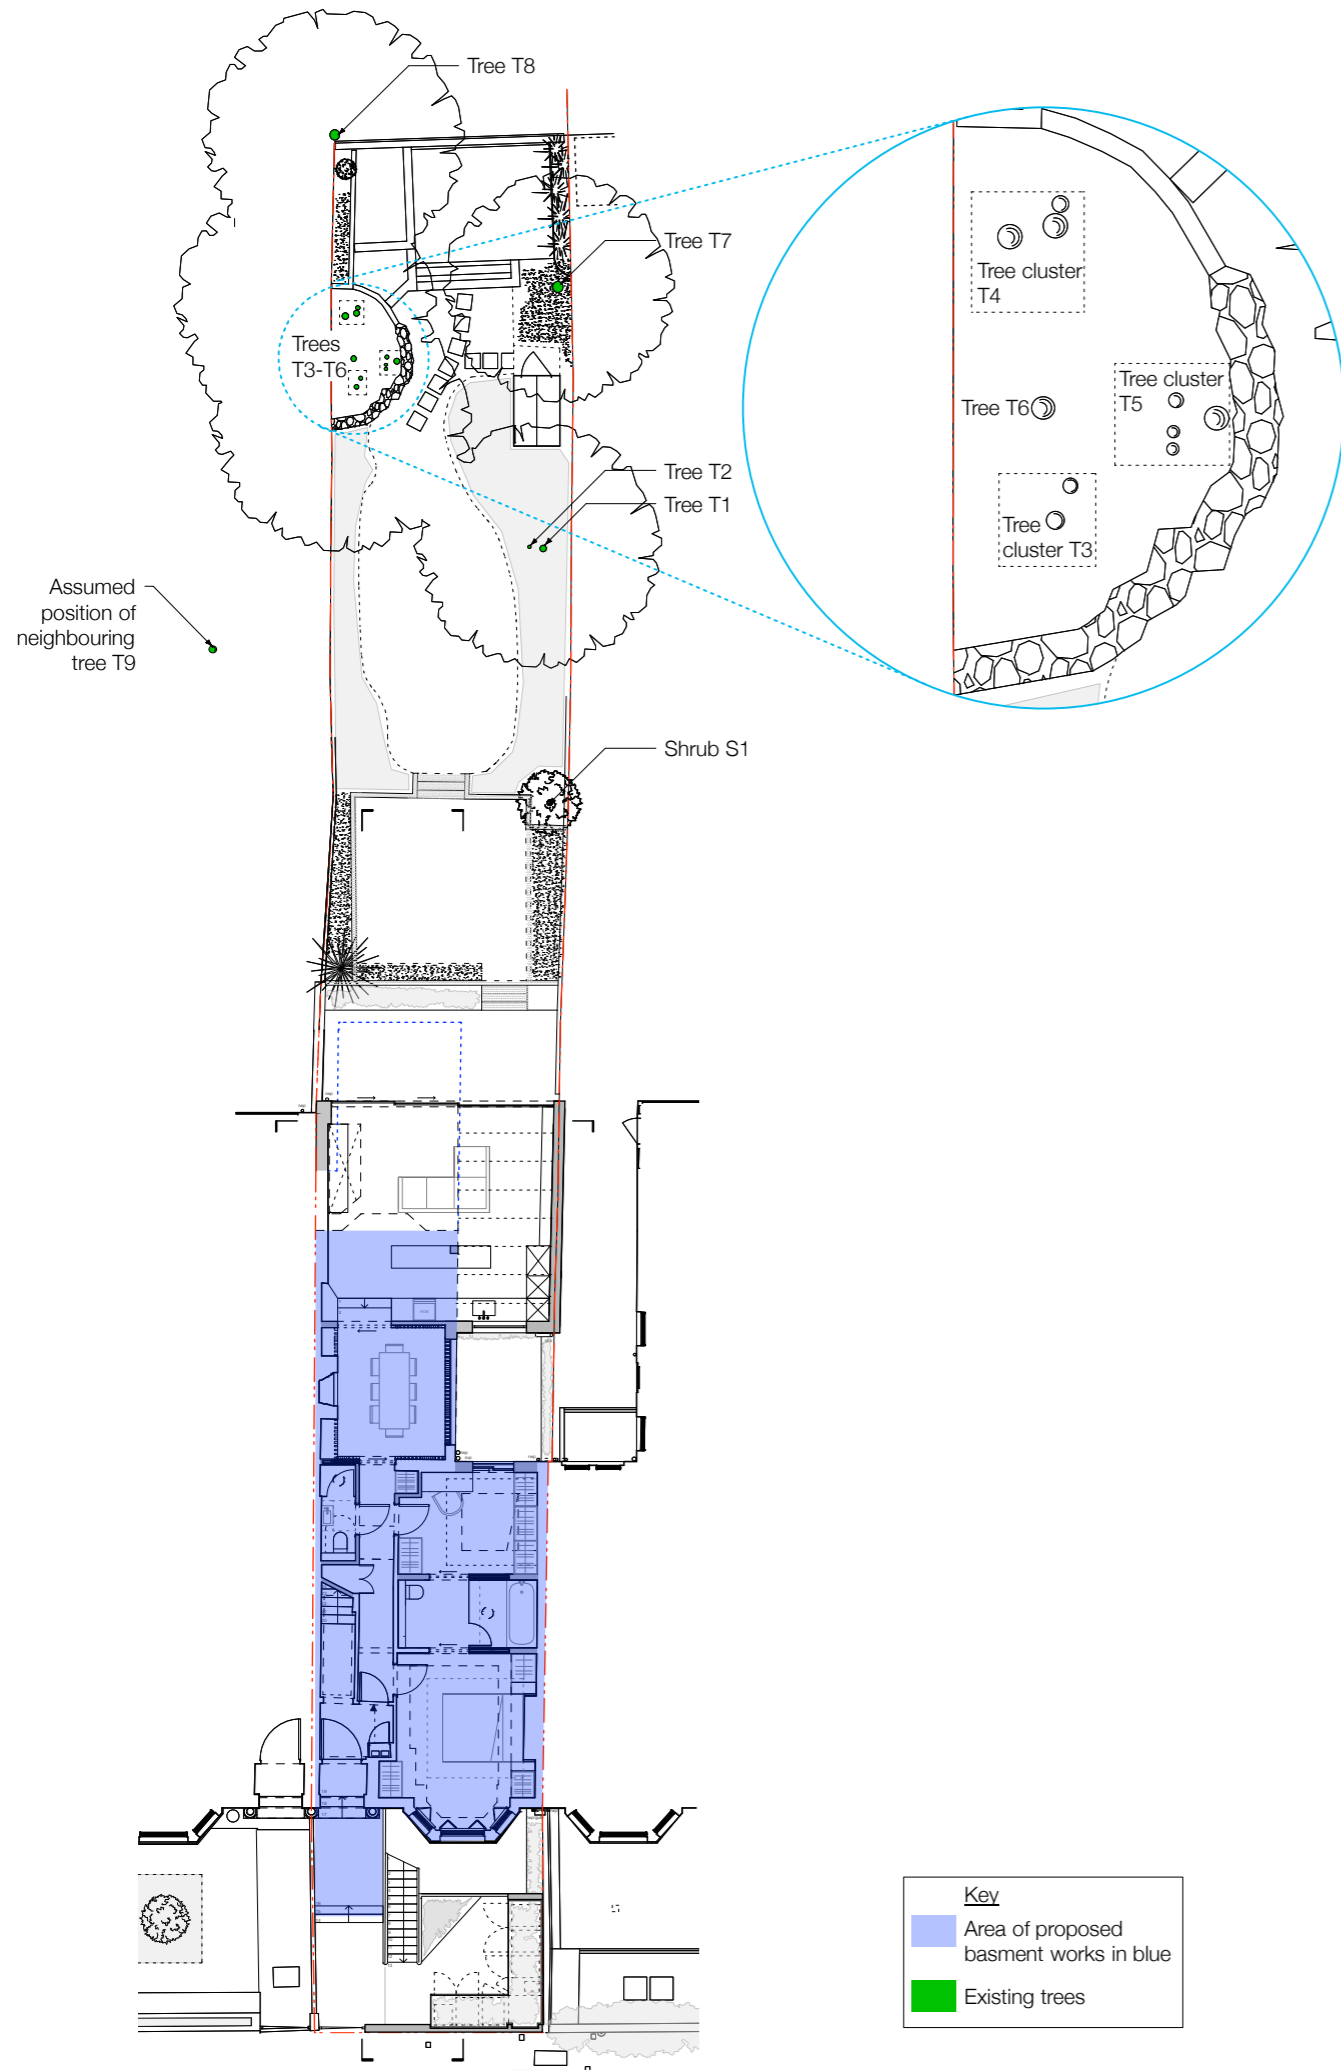 Tree T8
Tree T7
Tree cluster
T4
Trees
T3-T6
Tree cluster
T5
Tree T6
Tree T2
Tree T1
Tree
cluster T3
Assumed
position of
neighbouring
tree T9
Shrub S1
Key
Area of proposed
basment works in blue
Existing trees